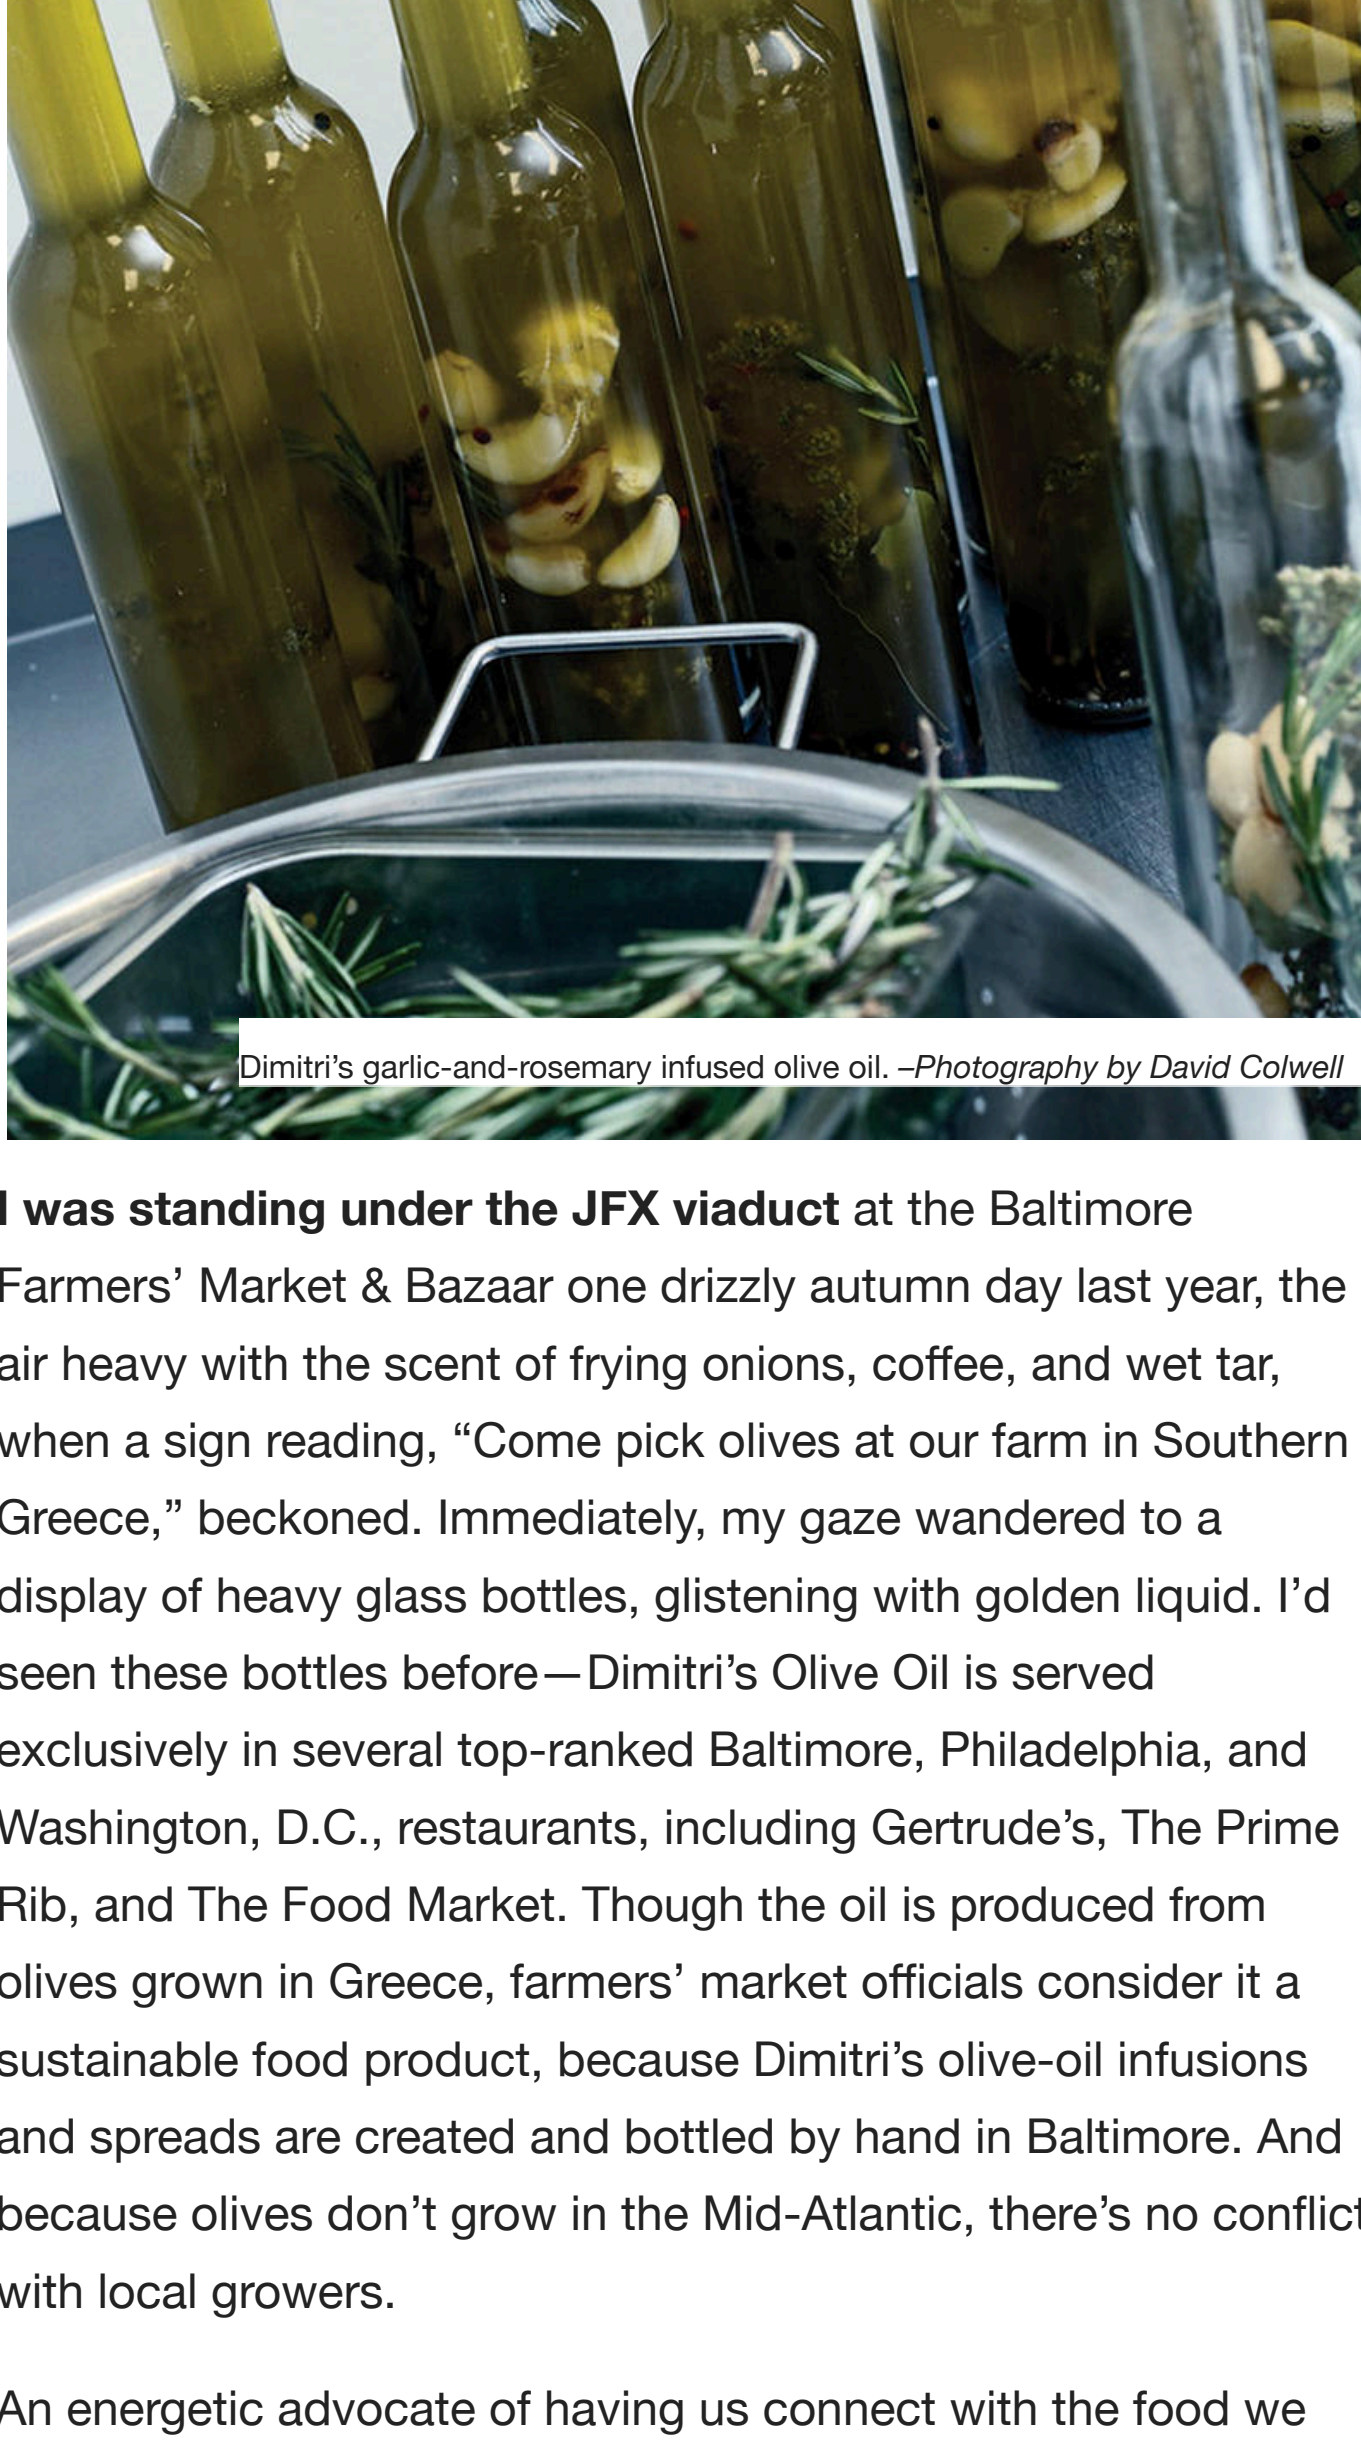 Dimitri’s garlic-and-rosemary infused olive oil. –Photography by David Colwell
I was standing under the JFX viaduct at the Baltimore
Farmers’ Market & Bazaar one drizzly autumn day last year, the
air heavy with the scent of frying onions, coffee, and wet tar,
when a sign reading, “Come pick olives at our farm in Southern
Greece,” beckoned. Immediately, my gaze wandered to a
display of heavy glass bottles, glistening with golden liquid. I’d
seen these bottles before—Dimitri’s Olive Oil is served
exclusively in several top-ranked Baltimore, Philadelphia, and
Washington, D.C., restaurants, including Gertrude’s, The Prime
Rib, and The Food Market. Though the oil is produced from
olives grown in Greece, farmers’ market officials consider it a
sustainable food product, because Dimitri’s olive-oil infusions
and spreads are created and bottled by hand in Baltimore. And
because olives don’t grow in the Mid-Atlantic, there’s no conflict
with local growers.
An energetic advocate of having us connect with the food we